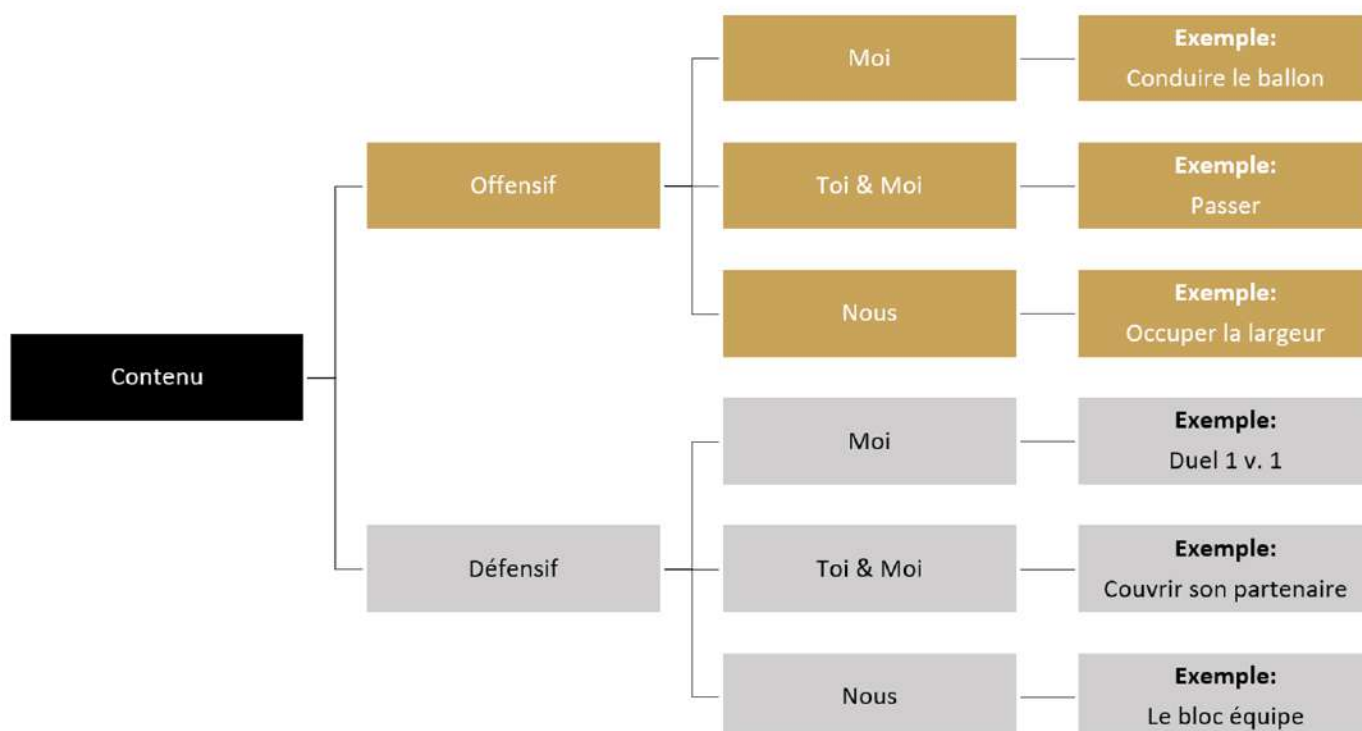 Contenu
Offensif
Moi
Exemple:
Conduire le ballon
Toi & Moi
Exemple:
Passer
Nous
Exemple:
Occuper la largeur
Défensif
Moi
Exemple:
Duel 1 v. 1
Toi & Moi
Exemple:
Couvrir son partenaire
Nous
Exemple:
Le bloc équipe